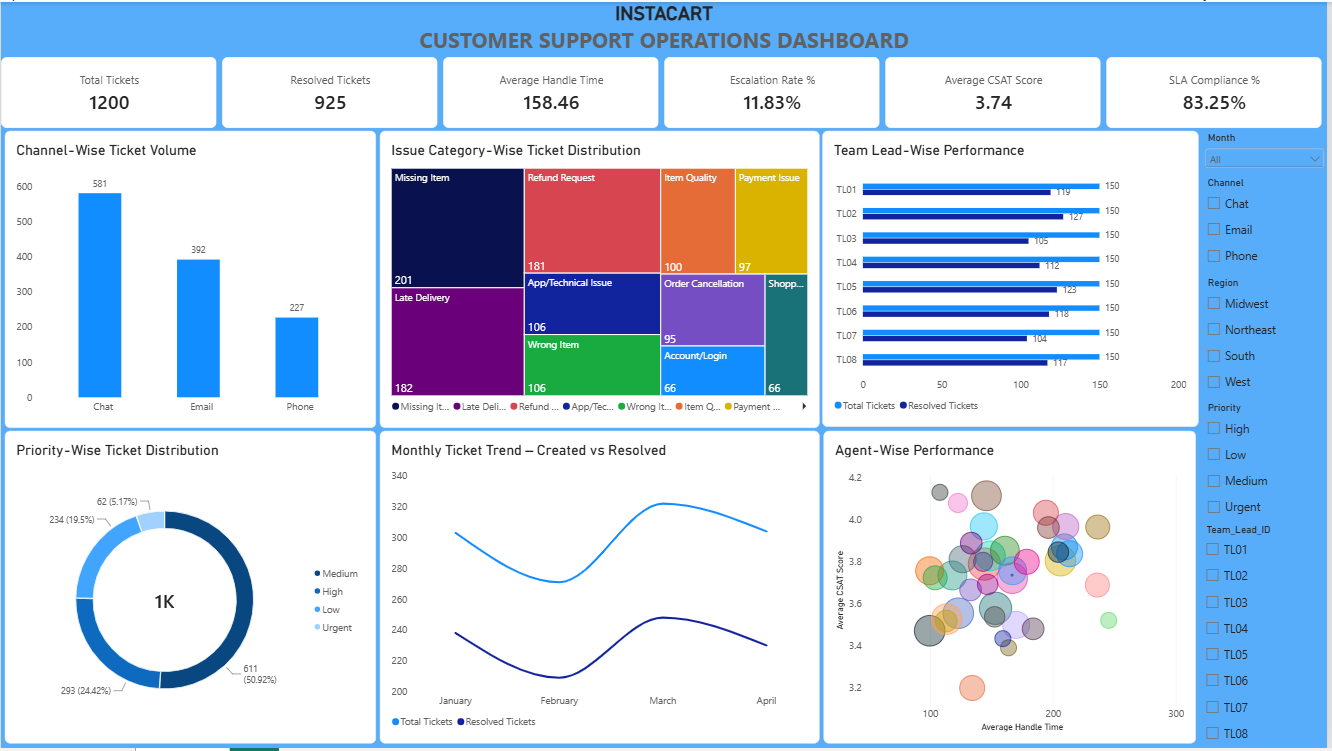 INSTACART
CUSTOMER SUPPORT OPERATIONS DASHBOARD
Total Tickets
1200
Resolved Tickets
925
Average Handle Time
158.46
Escalation Rate %
11.83%
Average CSAT Score
3.74
SLA Compliance %
83.25%
Channel-Wise Ticket Volume
600
500
400
300
200
100
0
581
392
227
Chat
Email
Phone
Issue Category-Wise Ticket Distribution
Missing Item
201
Late Delivery
182
Refund Request
181
App/Technical Issue
106
Wrong Item
106
Item Quality
100
Payment Issue
97
Order Cancellation
95
Account/Login
66
Shopp...
66
Missing It...
Late Deli...
Refund ...
App/Tec...
Wrong It...
Item Q...
Payment ...
Team Lead-Wise Performance
TL01
150
119
TL02
150
127
TL03
150
105
TL04
150
112
TL05
150
123
TL06
150
118
TL07
150
104
TL08
150
117
0
50
100
150
200
Total Tickets
Resolved Tickets
Priority-Wise Ticket Distribution
62 (5.17%)
234 (19.5%)
293 (24.42%)
611
(50.92%)
1K
Medium
High
Low
Urgent
Monthly Ticket Trend – Created vs Resolved
340
320
300
280
260
240
220
200
January
February
March
April
Total Tickets
Resolved Tickets
Agent-Wise Performance
Average CSAT Score
4.2
4.0
3.8
3.6
3.4
3.2
100
200
300
Average Handle Time
Month
All
Channel
Chat
Email
Phone
Region
Midwest
Northeast
South
West
Priority
High
Low
Medium
Urgent
Team_Lead_ID
TL01
TL02
TL03
TL04
TL05
TL06
TL07
TL08